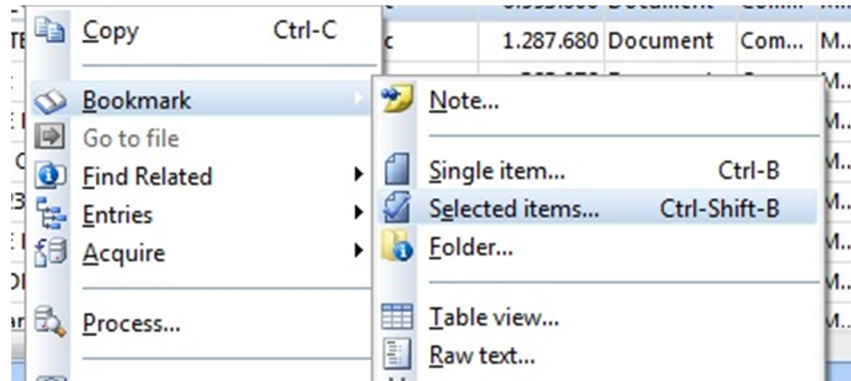 Copy Ctrl-C
1.287.680 Document Com... M..
Bookmark
Note...
Go to file
Find Related
Single item... Ctrl-B
Entries
Selected items... Ctrl-Shift-B
Acquire
Folder...
Process...
Table view...
Raw text...